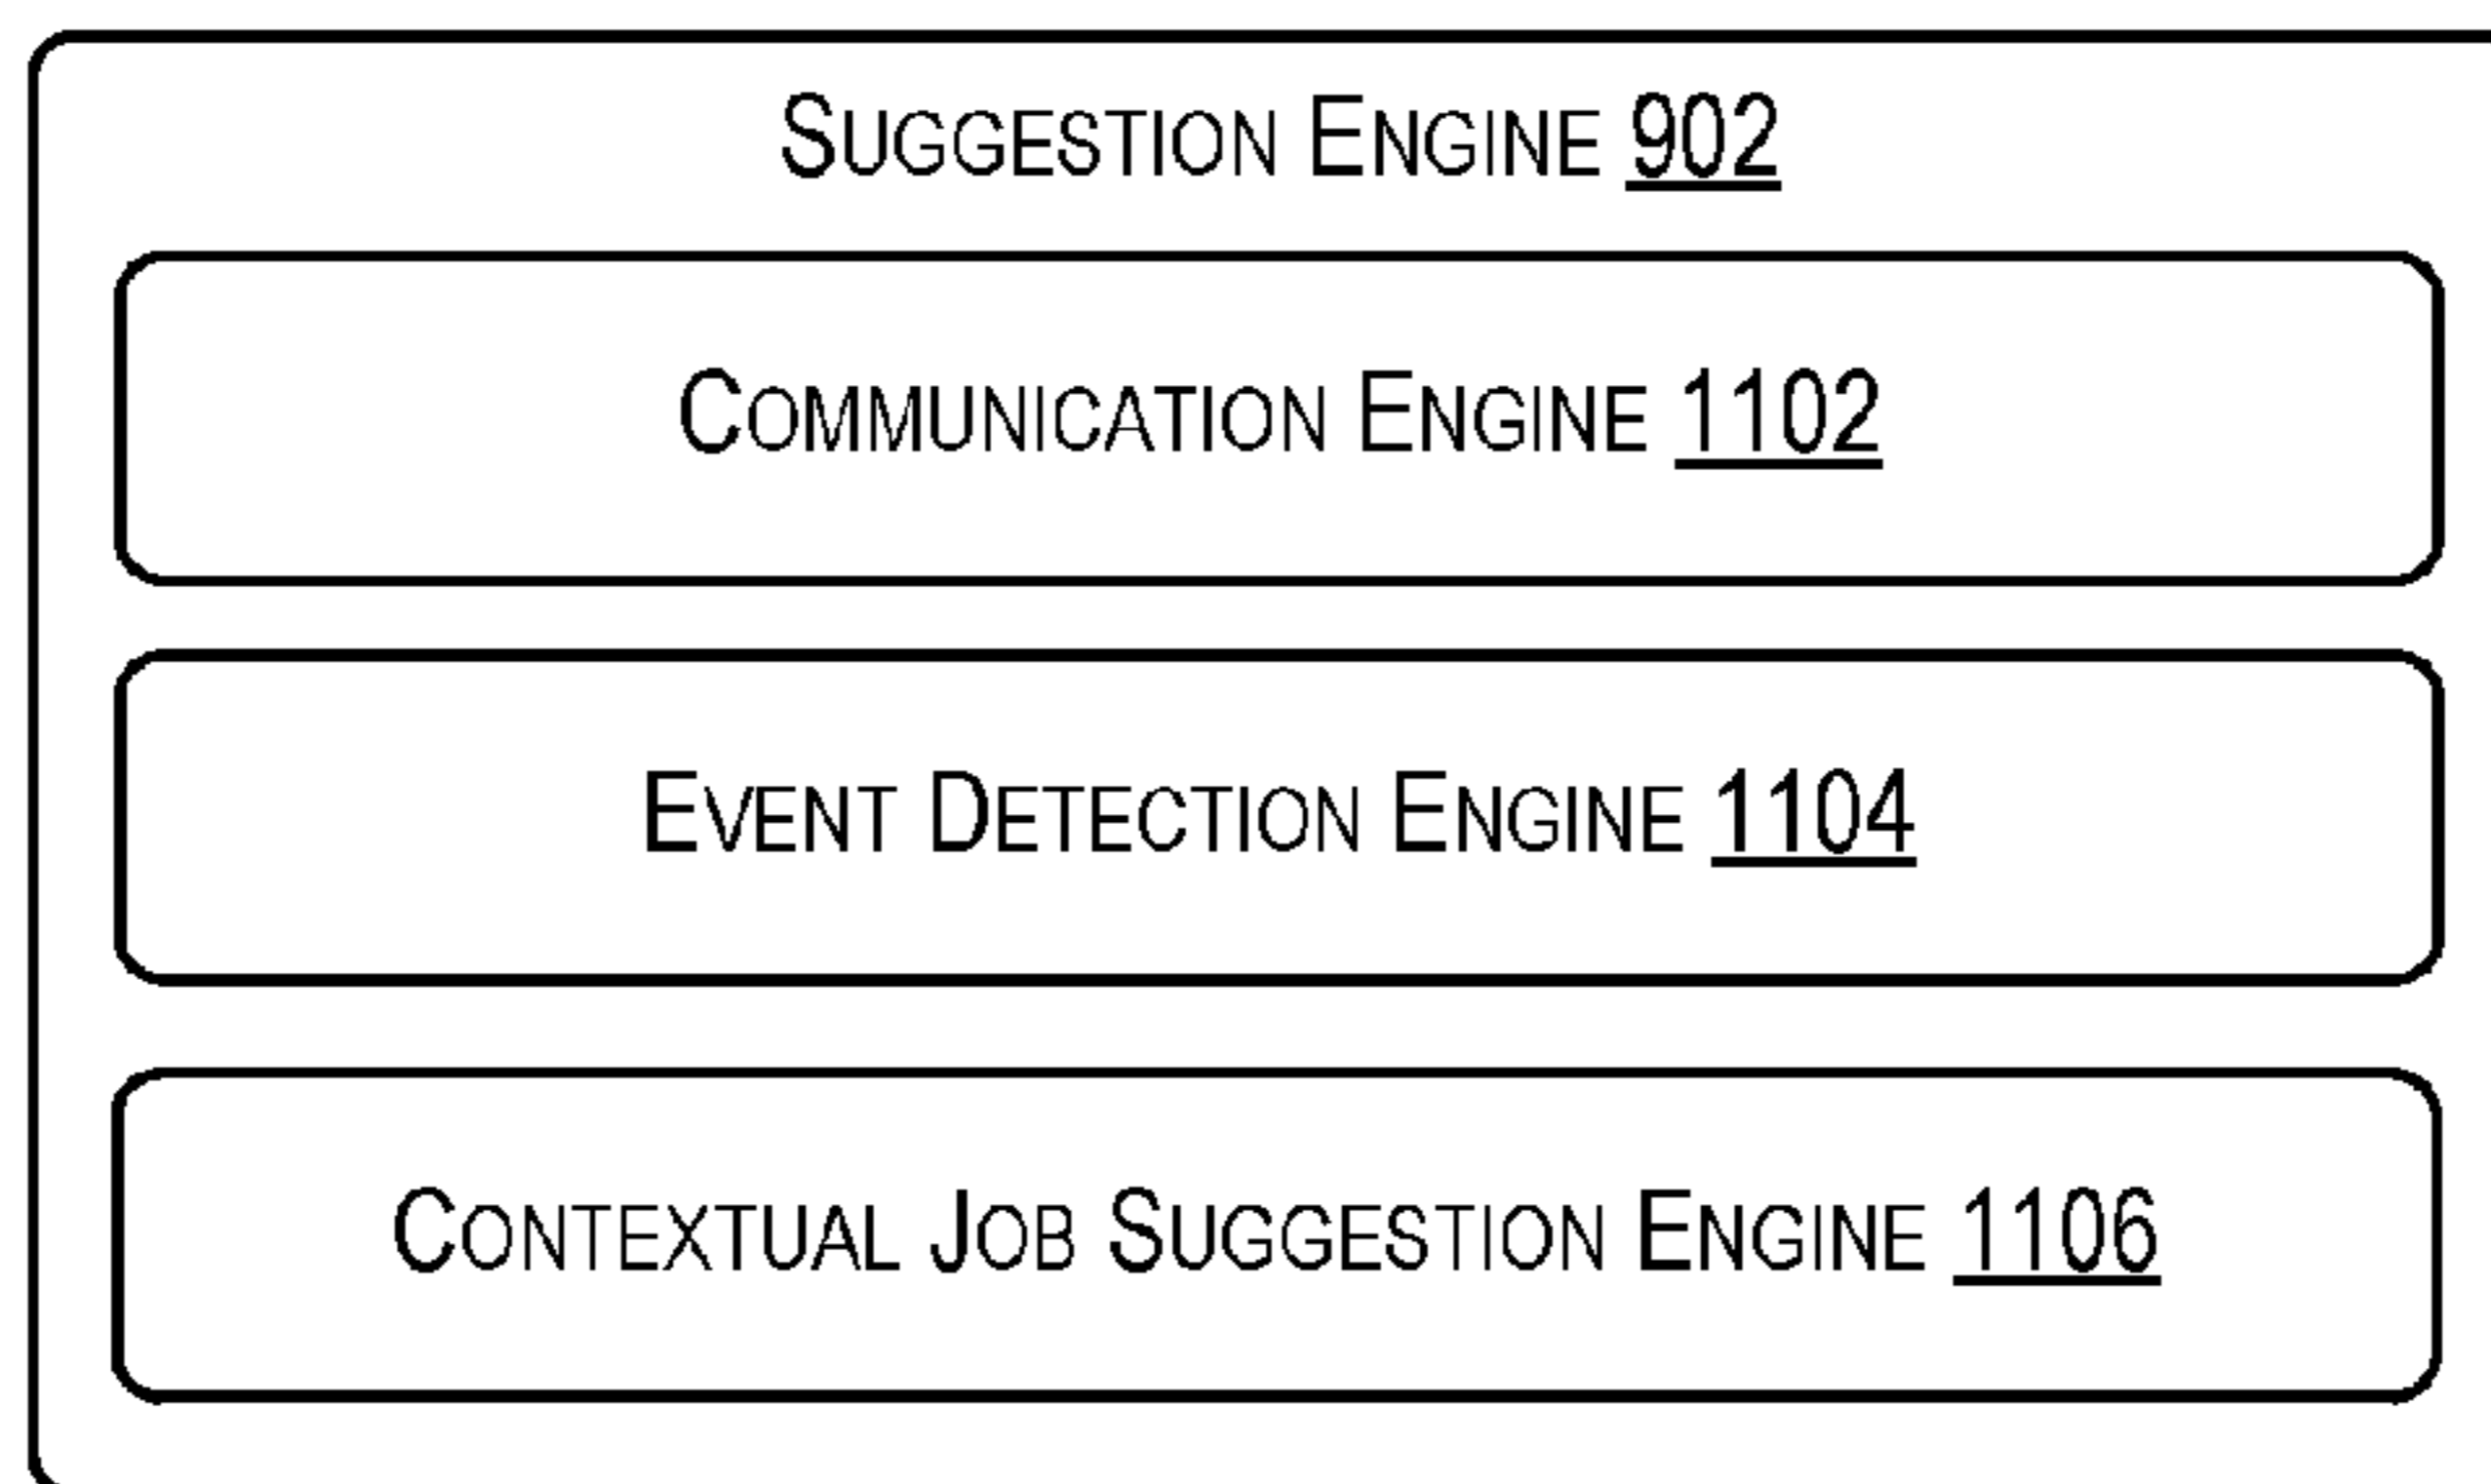 SUGGESTION ENGINE 902
COMMUNICATION ENGINE 1102
EVENT DETECTION ENGINE 1104
CONTEXTUAL JOB SUGGESTION ENGINE 1106